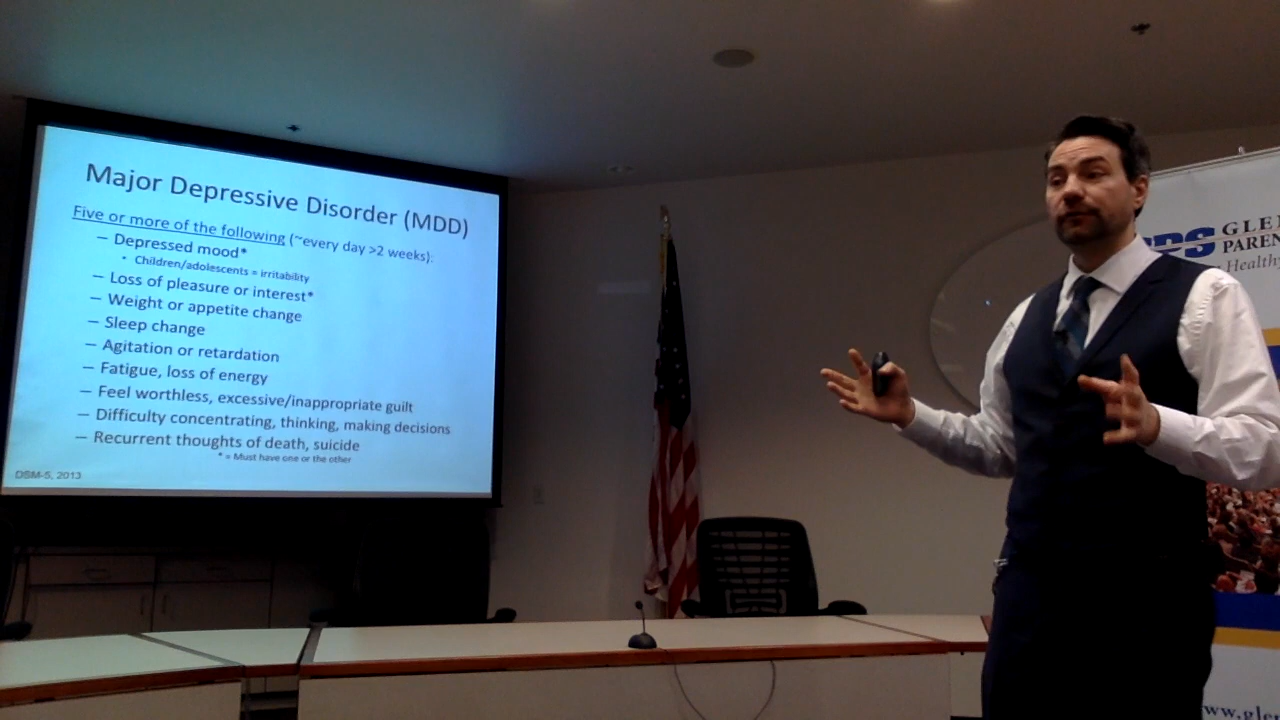 Major Depressive Disorder (MDD)
Five or more of the following (~every day >2 weeks):
– Depressed mood*
• Children/adolescents = irritability
– Loss of pleasure or interest*
– Weight or appetite change
– Sleep change
– Agitation or retardation
– Fatigue, loss of energy
– Feel worthless, excessive/inappropriate guilt
– Difficulty concentrating, thinking, making decisions
– Recurrent thoughts of death, suicide
* = Must have one or the other
DSM-5, 2013
PS
GLE
PAREN
Healthy
www.gle